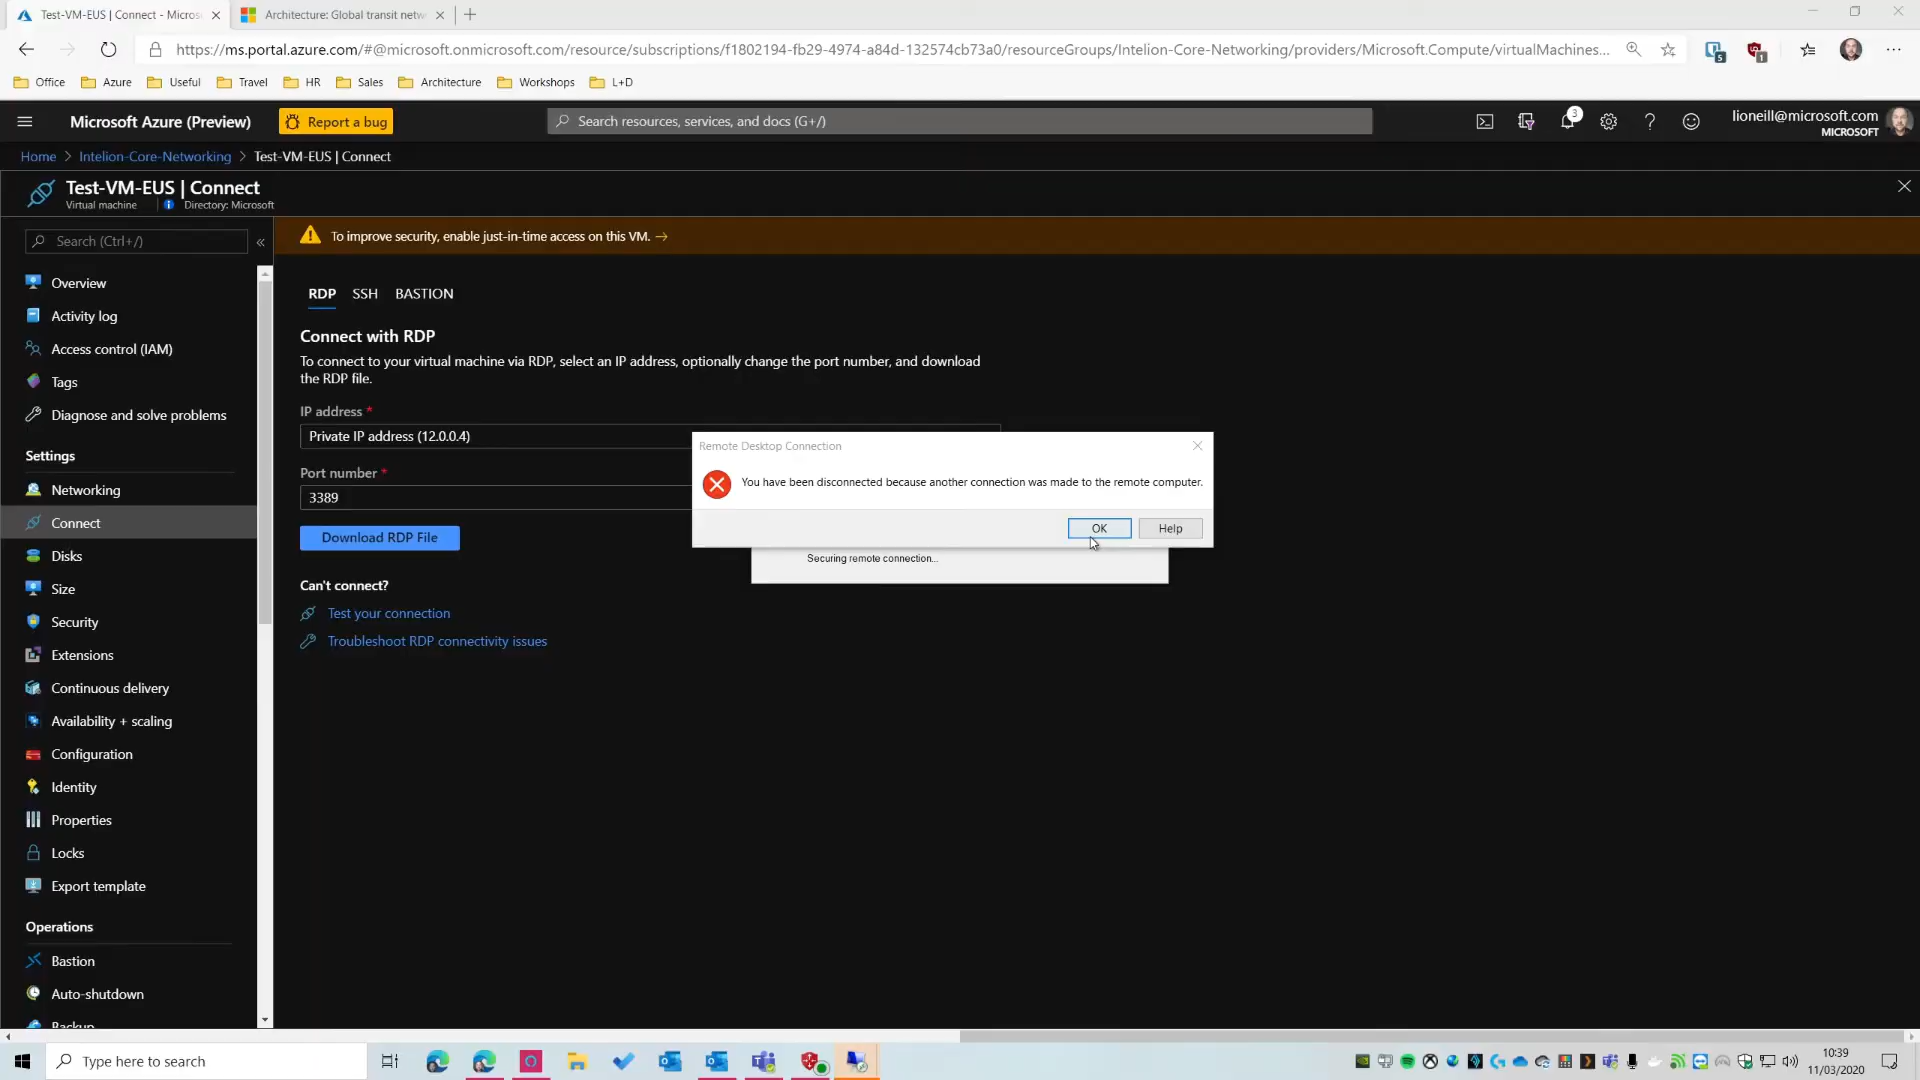 Test-VM-EUS | Connect - Micros
Architecture: Global transit netw
https://ms.portal.azure.com/#@microsoft.onmicrosoft.com/resource/subscriptions/f1802194-fb29-4974-a84d-132574cb73a0/resourceGroups/Intelion-Core-Networking/providers/Microsoft.Compute/virtualMachines...
5
1
Office
Azure
Useful
Travel
HR
Sales
Architecture
Workshops
L+D
Microsoft Azure (Preview)
Report a bug
Search resources, services, and docs (G+/)
3
lioneill@microsoft.com
MICROSOFT
Home > Intelion-Core-Networking > Test-VM-EUS | Connect
Test-VM-EUS | Connect
Virtual machine
Directory: Microsoft
Search (Ctrl+/)
To improve security, enable just-in-time access on this VM. →
Overview
Activity log
Access control (IAM)
Tags
Diagnose and solve problems
Settings
Networking
Connect
Disks
Size
Security
Extensions
Continuous delivery
Availability + scaling
Configuration
Identity
Properties
Locks
Export template
Operations
Bastion
Auto-shutdown
Backup
RDP SSH BASTION
Connect with RDP
To connect to your virtual machine via RDP, select an IP address, optionally change the port number, and download
the RDP file.
IP address *
Private IP address (12.0.0.4)
Port number *
3389
Download RDP File
Can't connect?
Test your connection
Troubleshoot RDP connectivity issues
Remote Desktop Connection
You have been disconnected because another connection was made to the remote computer.
OK
Help
Securing remote connection...
Type here to search
10:39
11/03/2020